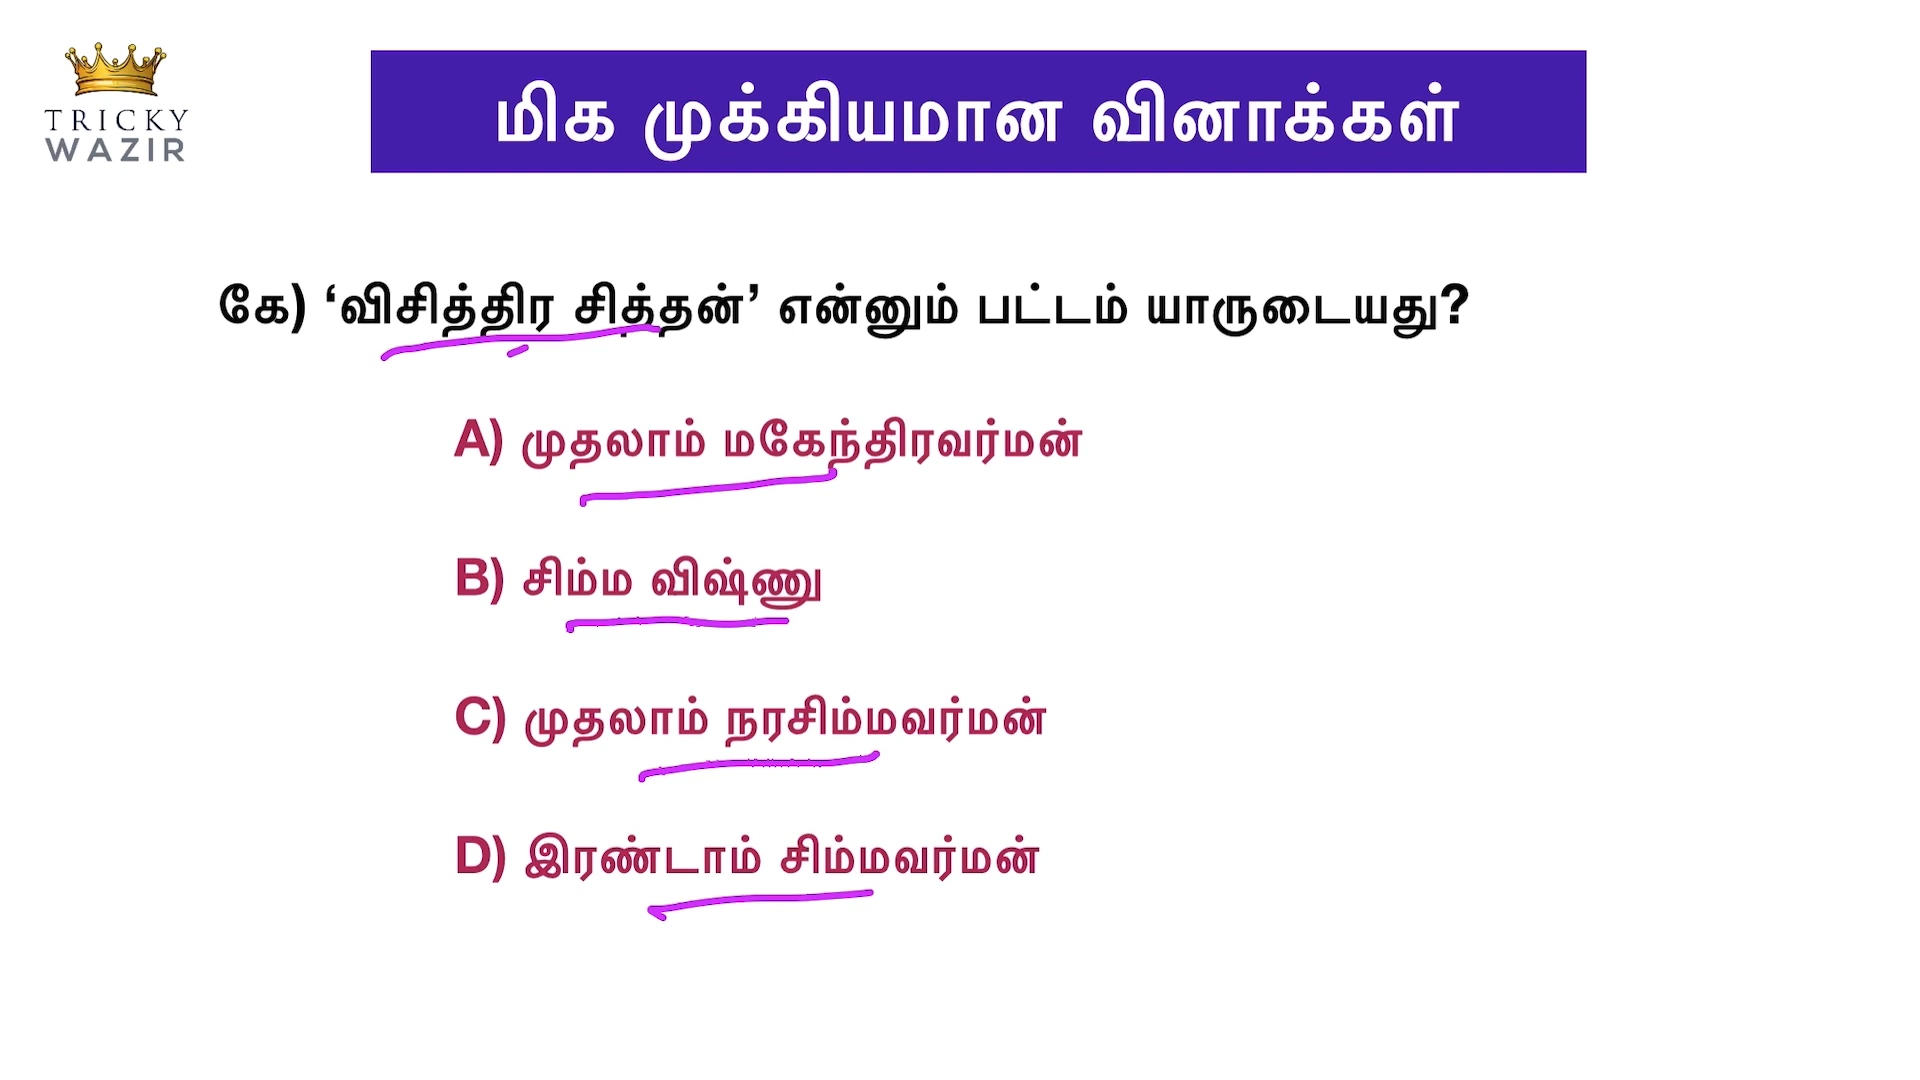 TRICKY
WAZIR
மிக முக்கியமான வினாக்கள்
கே) ‘விசித்திர சித்தன்’ என்னும் பட்டம் யாருடையது?
A) முதலாம் மகேந்திரவர்மன்
B) சிம்ம விஷ்ணு
C) முதலாம் நரசிம்மவர்மன்
D) இரண்டாம் சிம்மவர்மன்